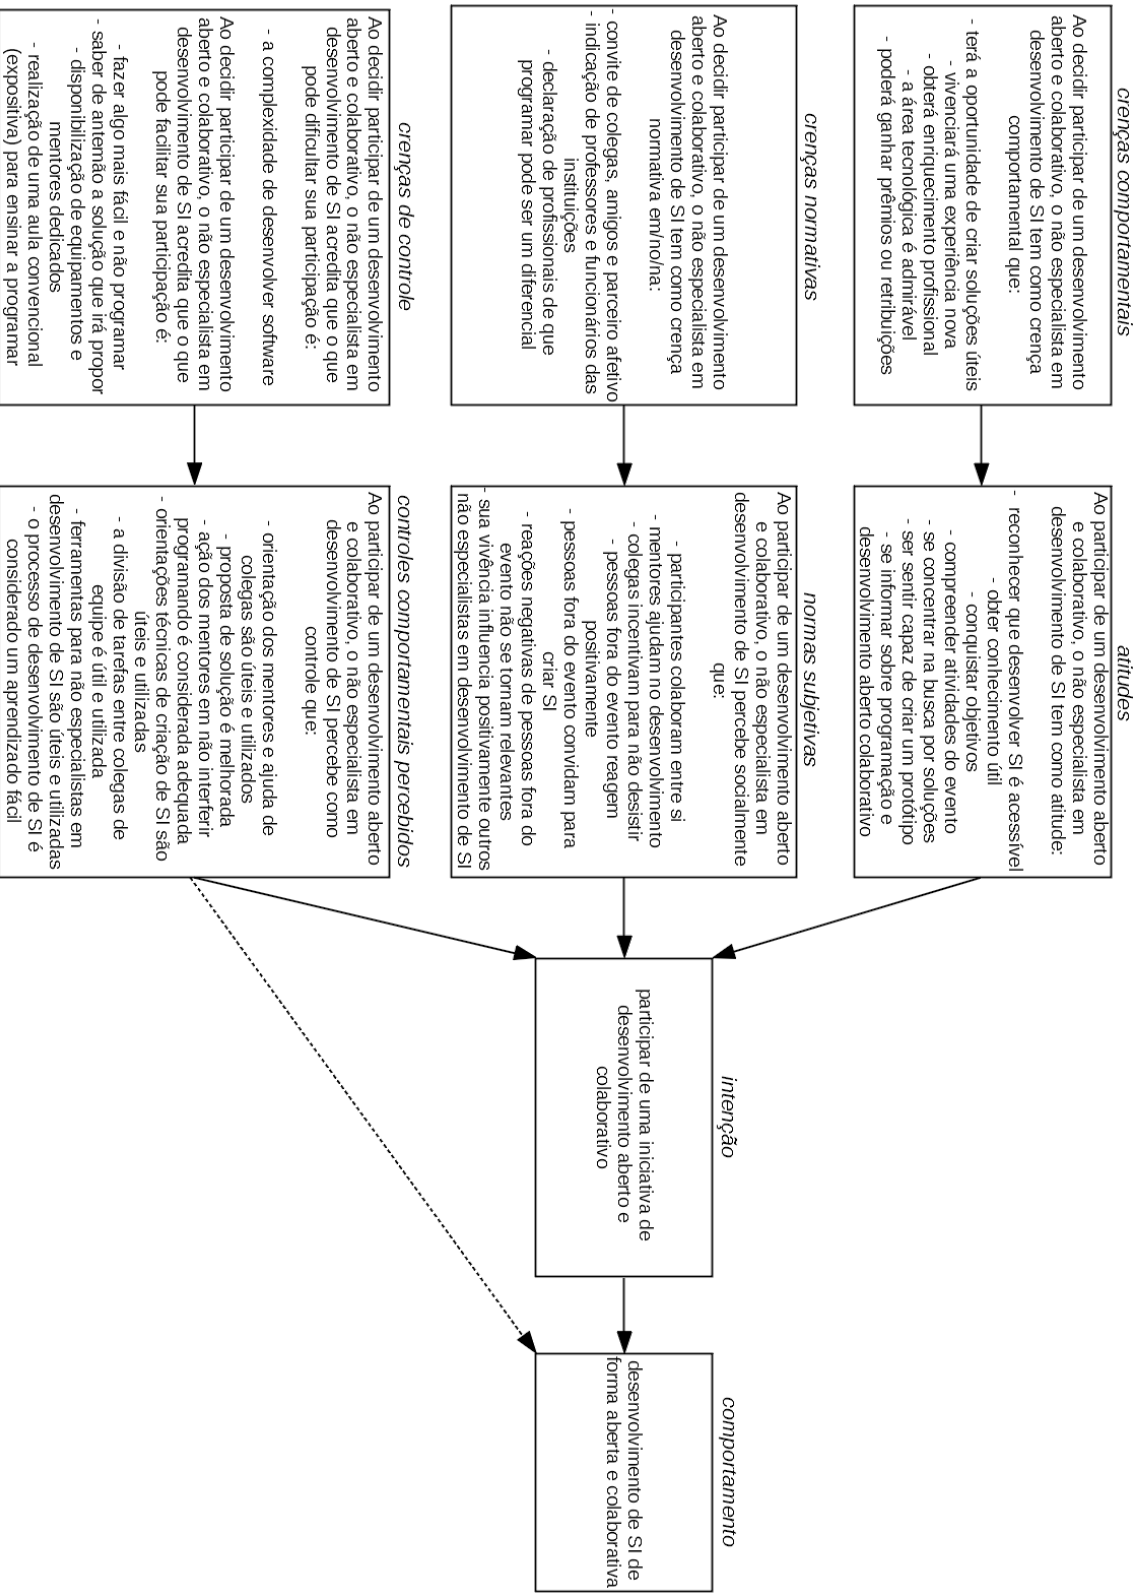 crenças comportamentais
Ao decidir participar de um desenvolvimento
aberto e colaborativo, o não especialista em
desenvolvimento de SI tem como crença
comportamental que:
- terá a oportunidade de criar soluções úteis
- vivenciará uma experiência nova
- obterá enriquecimento profissional
- a área tecnológica é admirável
- poderá ganhar prêmios ou retribuições
atitudes
Ao participar de um desenvolvimento aberto
e colaborativo, o não especialista em
desenvolvimento de SI tem como atitude:
- reconhecer que desenvolver SI é acessível
- obter conhecimento útil
- conquistar objetivos
- compreender atividades do evento
- se concentrar na busca por soluções
- ser sentir capaz de criar um protótipo
- se informar sobre programação e
desenvolvimento aberto colaborativo
crenças normativas
Ao decidir participar de um desenvolvimento
aberto e colaborativo, o não especialista em
desenvolvimento de SI tem como crença
normativa em/no/na:
- convite de colegas, amigos e parceiro afetivo
- indicação de professores e funcionários das
instituições
- declaração de profissionais de que
programar pode ser um diferencial
normas subjetivas
Ao participar de um desenvolvimento aberto
e colaborativo, o não especialista em
desenvolvimento de SI percebe socialmente
que:
- participantes colaboram entre si
- mentores ajudam no desenvolvimento
- colegas incentivam para não desistir
- pessoas fora do evento reagem
positivamente
- pessoas fora do evento convidam para
criar SI
- reações negativas de pessoas fora do
evento não se tornam relevantes
- sua vivência influencia positivamente outros
não especialistas em desenvolvimento de SI
crenças de controle
Ao decidir participar de um desenvolvimento
aberto e colaborativo, o não especialista em
desenvolvimento de SI acredita que o que
pode dificultar sua participação é:
- a complexidade de desenvolver software
Ao decidir participar de um desenvolvimento
aberto e colaborativo, o não especialista em
desenvolvimento de SI acredita que o que
pode facilitar sua participação é:
- fazer algo mais fácil e não programar
- saber de antemão a solução que irá propor
- disponibilização de equipamentos e
mentores dedicados
- realização de uma aula convencional
(expositiva) para ensinar a programar
controles comportamentais percebidos
Ao participar de um desenvolvimento aberto
e colaborativo, o não especialista em
desenvolvimento de SI percebe como
controle que:
- orientação dos mentores e ajuda de
colegas são úteis e utilizados
- proposta de solução é melhorada
- ação dos mentores em não interferir
programando é considerada adequada
- orientações técnicas de criação de SI são
úteis e utilizadas
- a divisão de tarefas entre colegas de
equipe é útil e utilizada
- ferramentas para não especialistas em
desenvolvimento de SI são úteis e utilizadas
- o processo de desenvolvimento de SI é
considerado um aprendizado fácil
intenção
participar de uma iniciativa de
desenvolvimento aberto e
colaborativo
comportamento
desenvolvimento de SI de
forma aberta e colaborativa